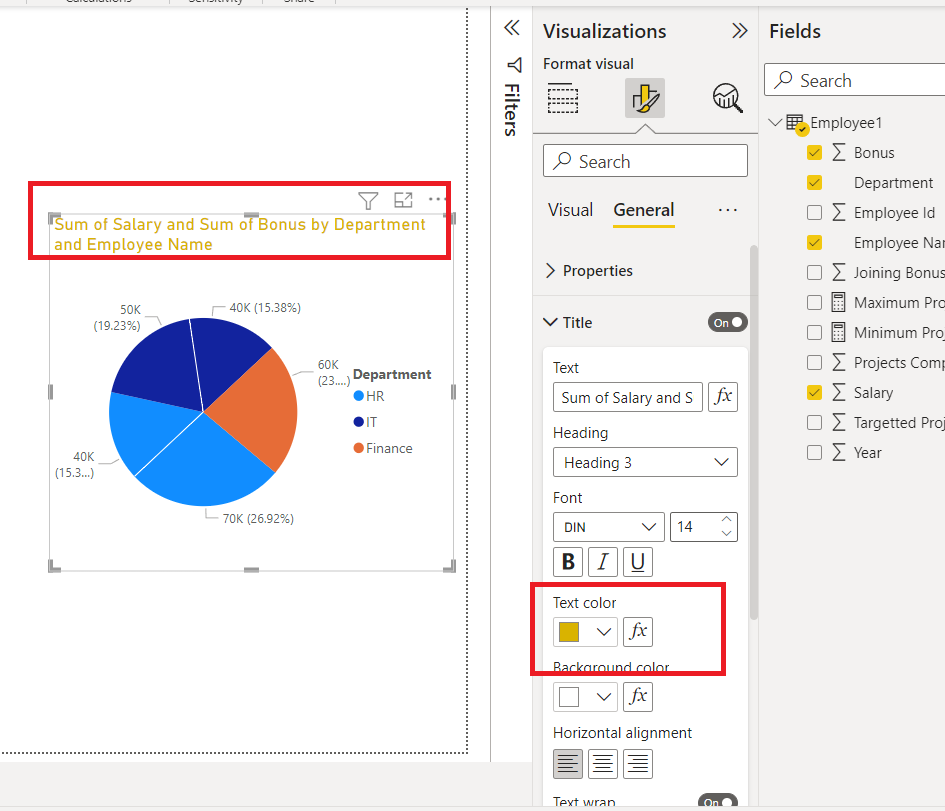 Sensitivity
Share
Sum of Salary and Sum of Bonus by Department
and Employee Name
50K
(19.23%)
40K (15.38%)
60K
(23....)
40K
(15.3...)
70K (26.92%)
Department
HR
IT
Finance
Filters
Visualizations
Format visual
Search
Visual
General
...
Properties
Title
On
Text
Sum of Salary and S
fx
Heading
Heading 3
Font
DIN
14
B
I
U
Text color
fx
Background color
fx
Horizontal alignment
Text wrap
On
Fields
Search
Employee1
Bonus
Department
Employee Id
Employee Nar
Joining Bonus
Maximum Pro
Minimum Proj
Projects Comp
Salary
Targetted Proj
Year